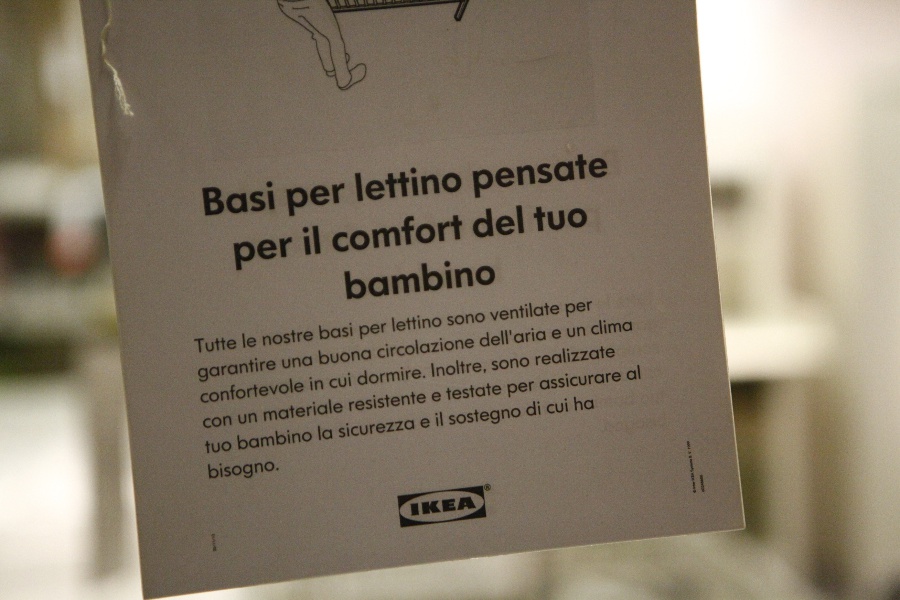 Basi per lettino pensate
per il comfort del tuo
bambino
Tutte le nostre basi per lettino sono ventilate per
garantire una buona circolazione dell'aria e un clima
confortevole in cui dormire. Inoltre, sono realizzate
con un materiale resistente e testate per assicurare al
tuo bambino la sicurezza e il sostegno di cui ha
bisogno.
IKEA®